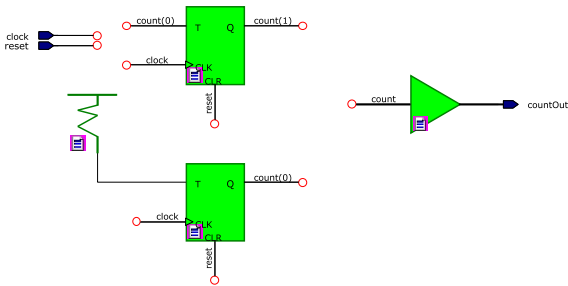 count(0)
T
Q
count(1)
clock
reset
clock
CLK
CLR
reset
count
countOut
T
Q
count(0)
clock
CLK
CLR
reset